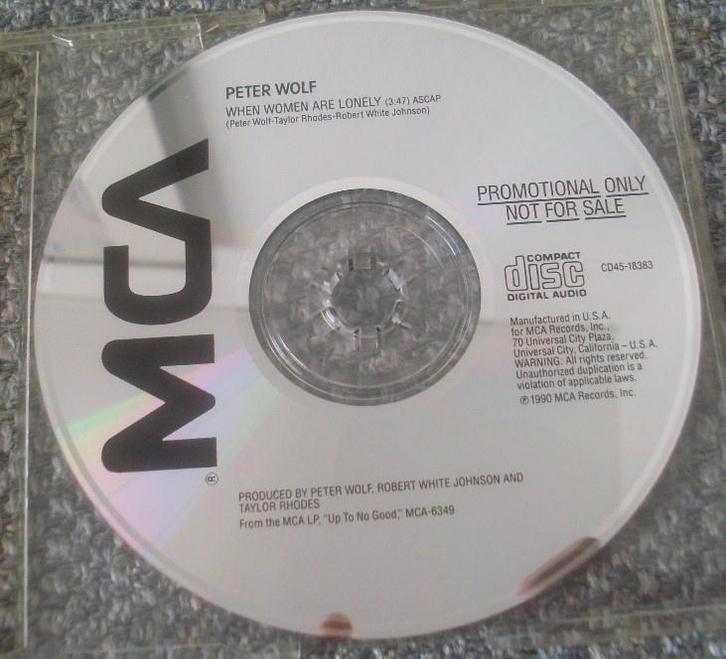 PETER WOLF
WHEN WOMEN ARE LONELY (3:47) ASCAP
(Peter Wolf-Taylor Rhodes-Robert White Johnson)
MCA
®
PROMOTIONAL ONLY
NOT FOR SALE
COMPACT
disc
DIGITAL AUDIO
CD45-18383
Manufactured in U.S.A.
for MCA Records, Inc.,
70 Universal City Plaza,
Universal City, California – U.S.A.
WARNING: All rights reserved.
Unauthorized duplication is a
violation of applicable laws.
℗1990 MCA Records, Inc.
PRODUCED BY PETER WOLF, ROBERT WHITE JOHNSON AND
TAYLOR RHODES
From the MCA LP, "Up To No Good," MCA-6349